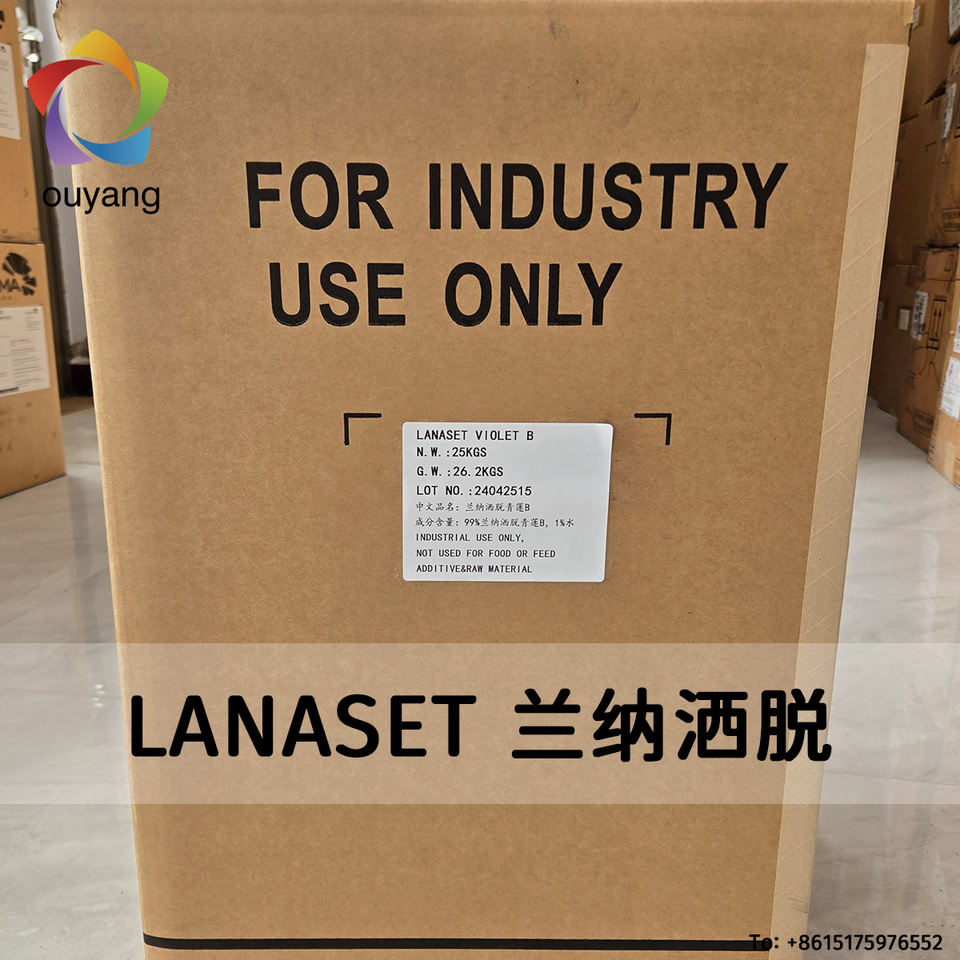 ouyang
FOR INDUSTRY
USE ONLY
LANASET VIOLET B
N.W.:25KGS
G.W.:26.2KGS
LOT NO.:24042515
中文品名: 兰纳洒脱青莲B
成分含量: 99%兰纳洒脱青莲B, 1%水
INDUSTRIAL USE ONLY,
NOT USED FOR FOOD OR FEED
ADDITIVE&RAW MATERIAL
LANASET 兰纳洒脱
To: +8615175976552